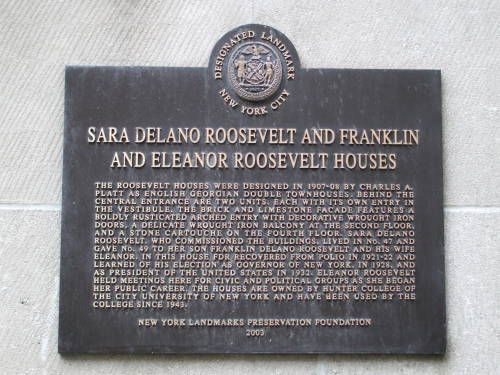 DESIGNATED LANDMARK
NEW YORK CITY
SARA DELANO ROOSEVELT AND FRANKLIN
AND ELEANOR ROOSEVELT HOUSES
THE ROOSEVELT HOUSES WERE DESIGNED IN 1907-08 BY CHARLES A.
PLATT AS ENGLISH GEORGIAN DOUBLE TOWNHOUSES; BEHIND THE
CENTRAL ENTRANCE ARE TWO UNITS, EACH WITH ITS OWN ENTRY IN
THE VESTIBULE. THE BRICK AND LIMESTONE FACADE FEATURES A
BOLDLY RUSTICATED ARCHED ENTRY WITH DECORATIVE WROUGHT IRON
DOORS, A DELICATE WROUGHT IRON BALCONY AT THE SECOND FLOOR,
AND A STONE CARTOUCHE ON THE FOURTH FLOOR. SARA DELANO
ROOSEVELT, WHO COMMISSIONED THE BUILDINGS, LIVED IN No. 47 AND
GAVE No. 49 TO HER SON FRANKLIN DELANO ROOSEVELT AND HIS WIFE
ELEANOR. IN THIS HOUSE FDR RECOVERED FROM POLIO IN 1921-22 AND
LEARNED OF HIS ELECTION AS GOVERNOR OF NEW YORK, IN 1928, AND
AS PRESIDENT OF THE UNITED STATES IN 1932. ELEANOR ROOSEVELT
HELD MEETINGS HERE FOR CIVIC AND POLITICAL GROUPS AS SHE BEGAN
HER PUBLIC CAREER. THE HOUSES ARE OWNED BY HUNTER COLLEGE OF
THE CITY UNIVERSITY OF NEW YORK AND HAVE BEEN USED BY THE
COLLEGE SINCE 1943.
NEW YORK LANDMARKS PRESERVATION FOUNDATION
2003